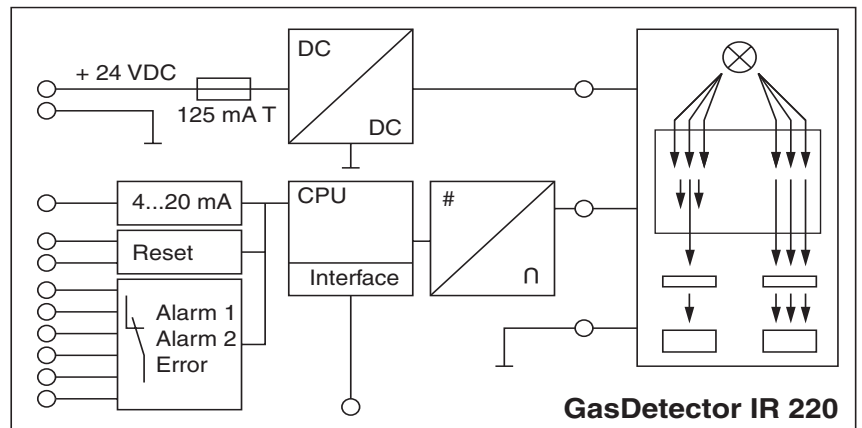 + 24 VDC
125 mA T
DC
DC
4...20 mA
CPU
#
∩
Reset
Interface
Alarm 1
Alarm 2
Error
GasDetector IR 220